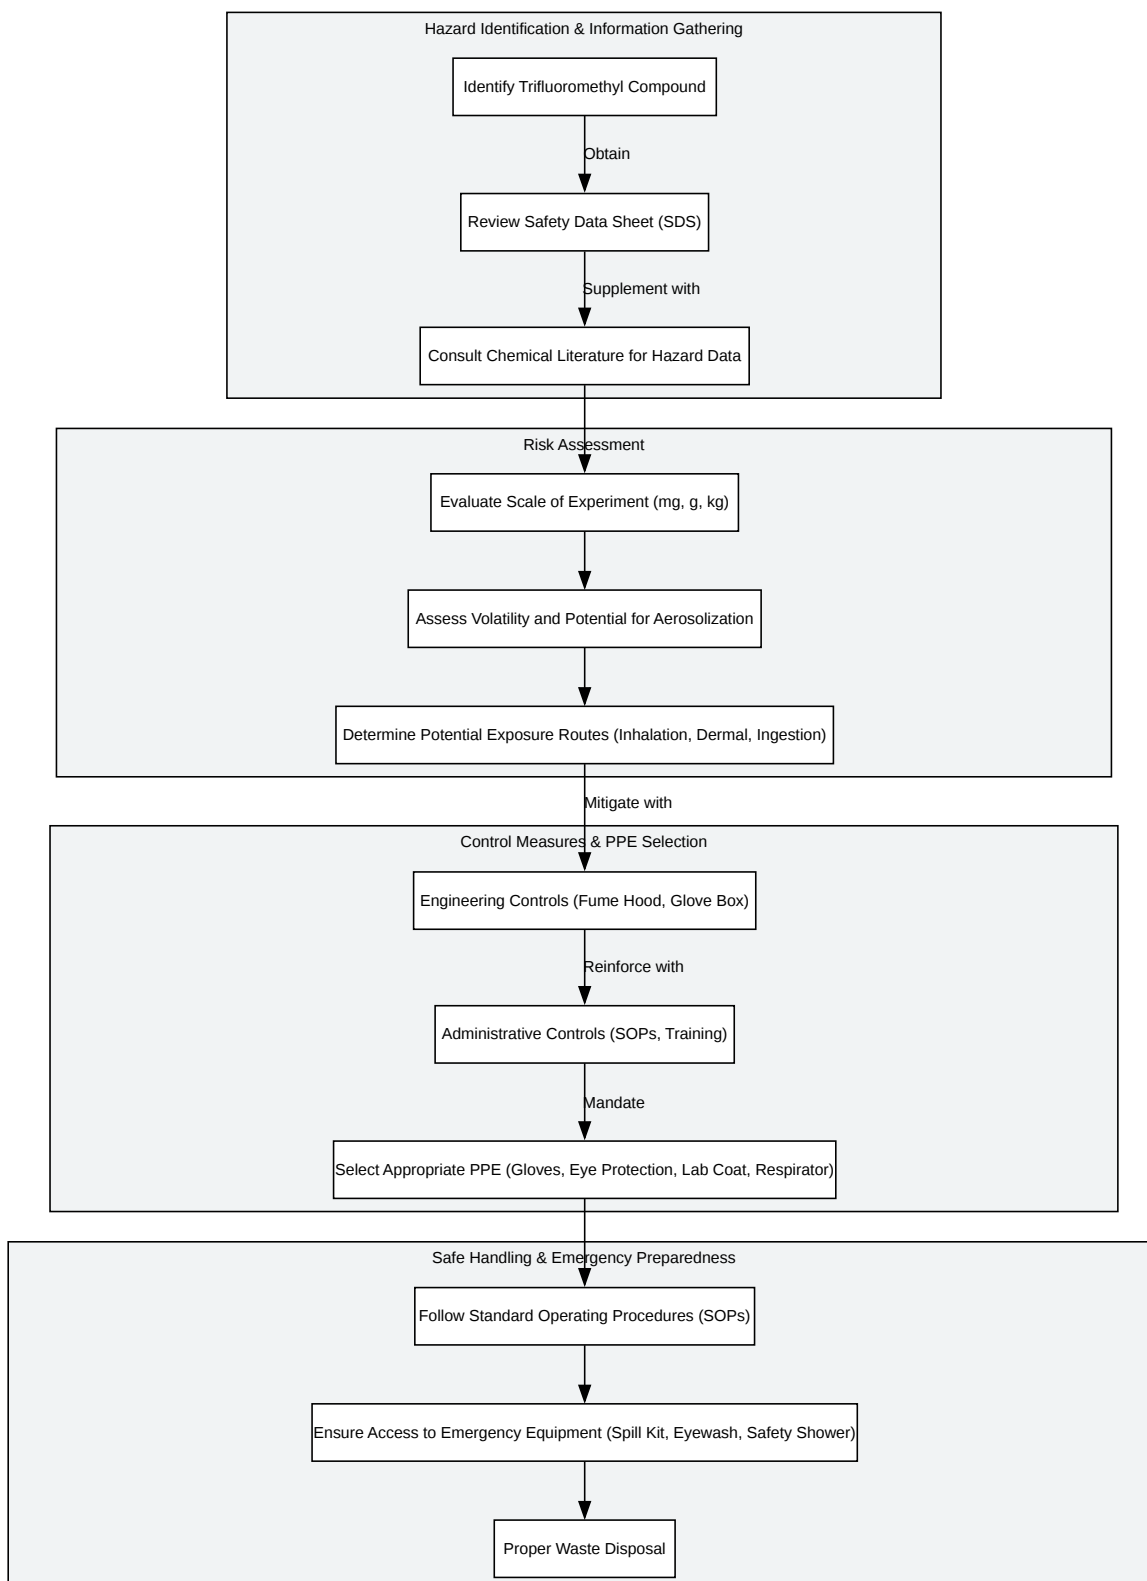 Hazard Identification & Information Gathering
Identify Trifluoromethyl Compound
Obtain
Review Safety Data Sheet (SDS)
Supplement with
Consult Chemical Literature for Hazard Data
Risk Assessment
Evaluate Scale of Experiment (mg, g, kg)
Assess Volatility and Potential for Aerosolization
Determine Potential Exposure Routes (Inhalation, Dermal, Ingestion)
Mitigate with
Control Measures & PPE Selection
Engineering Controls (Fume Hood, Glove Box)
Reinforce with
Administrative Controls (SOPs, Training)
Mandate
Select Appropriate PPE (Gloves, Eye Protection, Lab Coat, Respirator)
Safe Handling & Emergency Preparedness
Follow Standard Operating Procedures (SOPs)
Ensure Access to Emergency Equipment (Spill Kit, Eyewash, Safety Shower)
Proper Waste Disposal